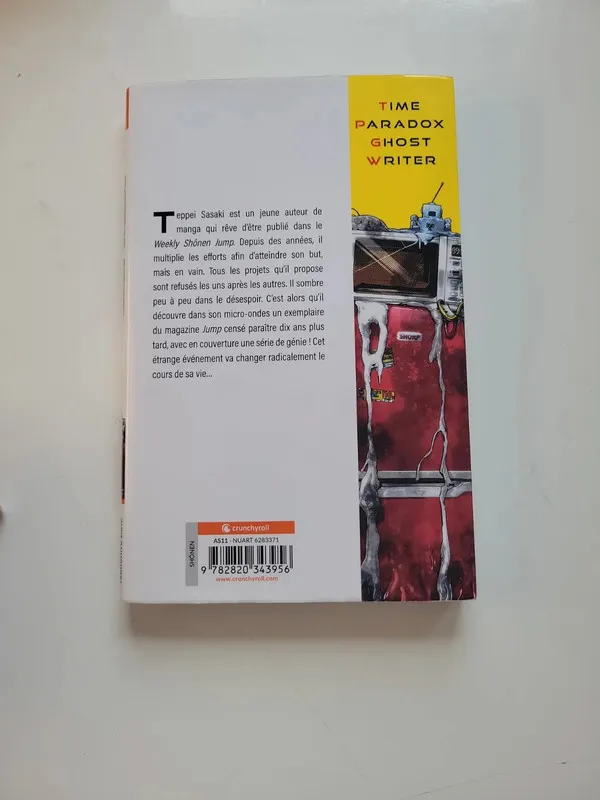 TIME
PARADOX
GHOST
WRITER
Teppei Sasaki est un jeune auteur de
manga qui rêve d'être publié dans le
Weekly Shônen Jump. Depuis des années, il
multiplie les efforts afin d'atteindre son but,
mais en vain. Tous les projets qu'il propose
sont refusés les uns après les autres. Il sombre
peu à peu dans le désespoir. C'est alors qu'il
découvre dans son micro-ondes un exemplaire
du magazine Jump censé paraître dix ans plus
tard, avec en couverture une série de génie ! Cet
étrange événement va changer radicalement le
cours de sa vie...
crunchyroll
AS11 - NUART 6283371
SHONEN
9 782820 343956
www.crunchyroll.com